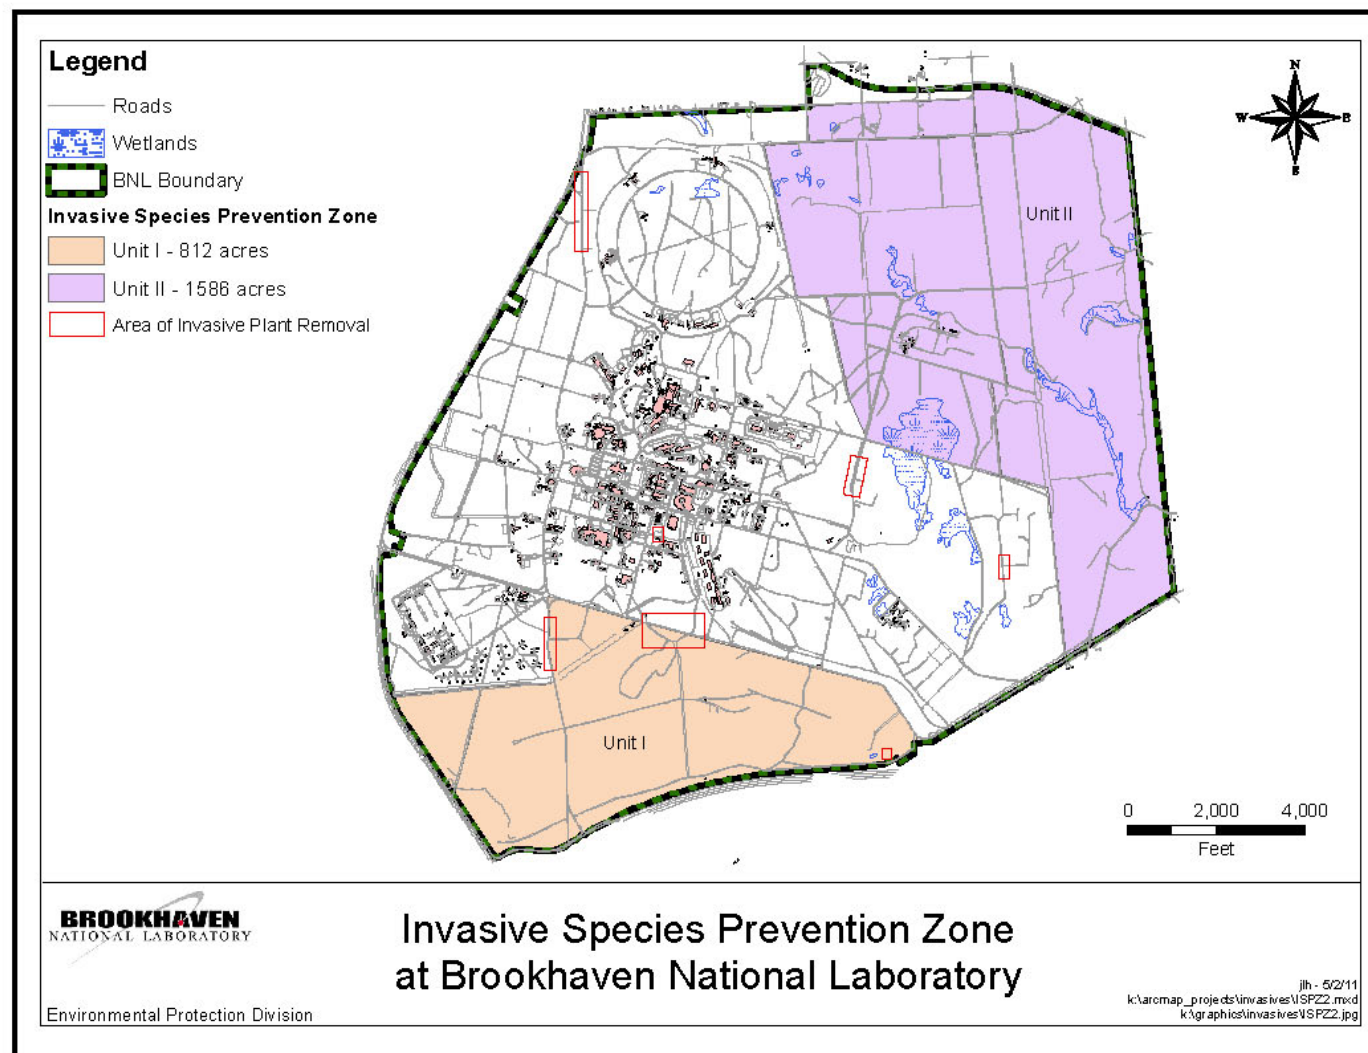 Legend
Roads
Wetlands
BNL Boundary
Invasive Species Prevention Zone
Unit I - 812 acres
Unit II - 1586 acres
Area of Invasive Plant Removal
N
W
E
S
Unit II
Unit I
0 2,000 4,000
Feet
BROOKHAVEN
NATIONAL LABORATORY
Environmental Protection Division
Invasive Species Prevention Zone
at Brookhaven National Laboratory
jlh - 5/2/11
k:\arcmap_projects\invasives\ISPZ2.mxd
k:\graphics\invasives\ISPZ2.jpg